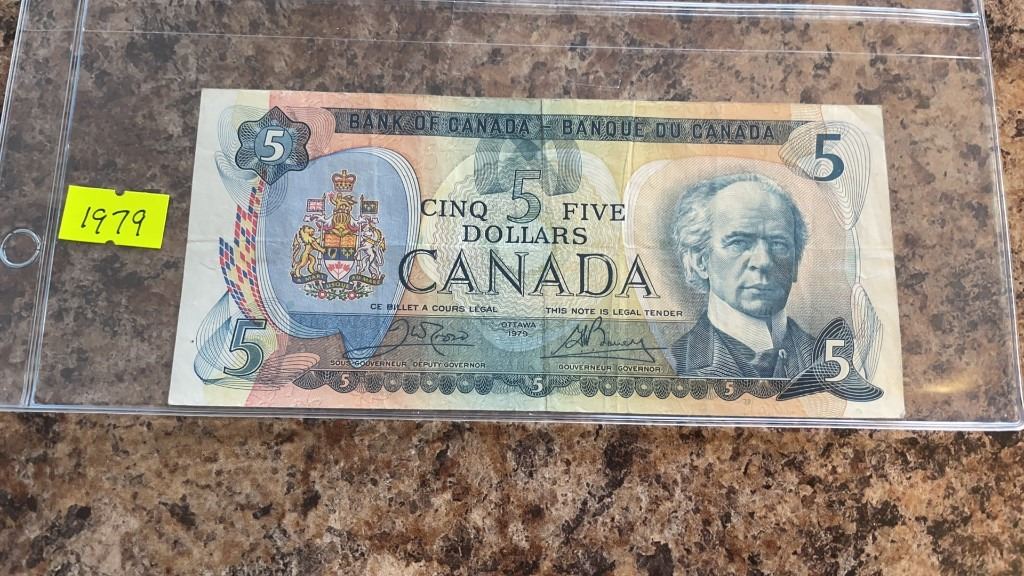 1979
5 BANK OF CANADA – BANQUE DU CANADA 5
CINQ 5 FIVE
DOLLARS
CANADA
CE BILLET A COURS LEGAL THIS NOTE IS LEGAL TENDER
OTTAWA
1979
5 5
SOUS-GOUVERNEUR DEPUTY GOVERNOR GOUVERNEUR GOVERNOR
5 5 5